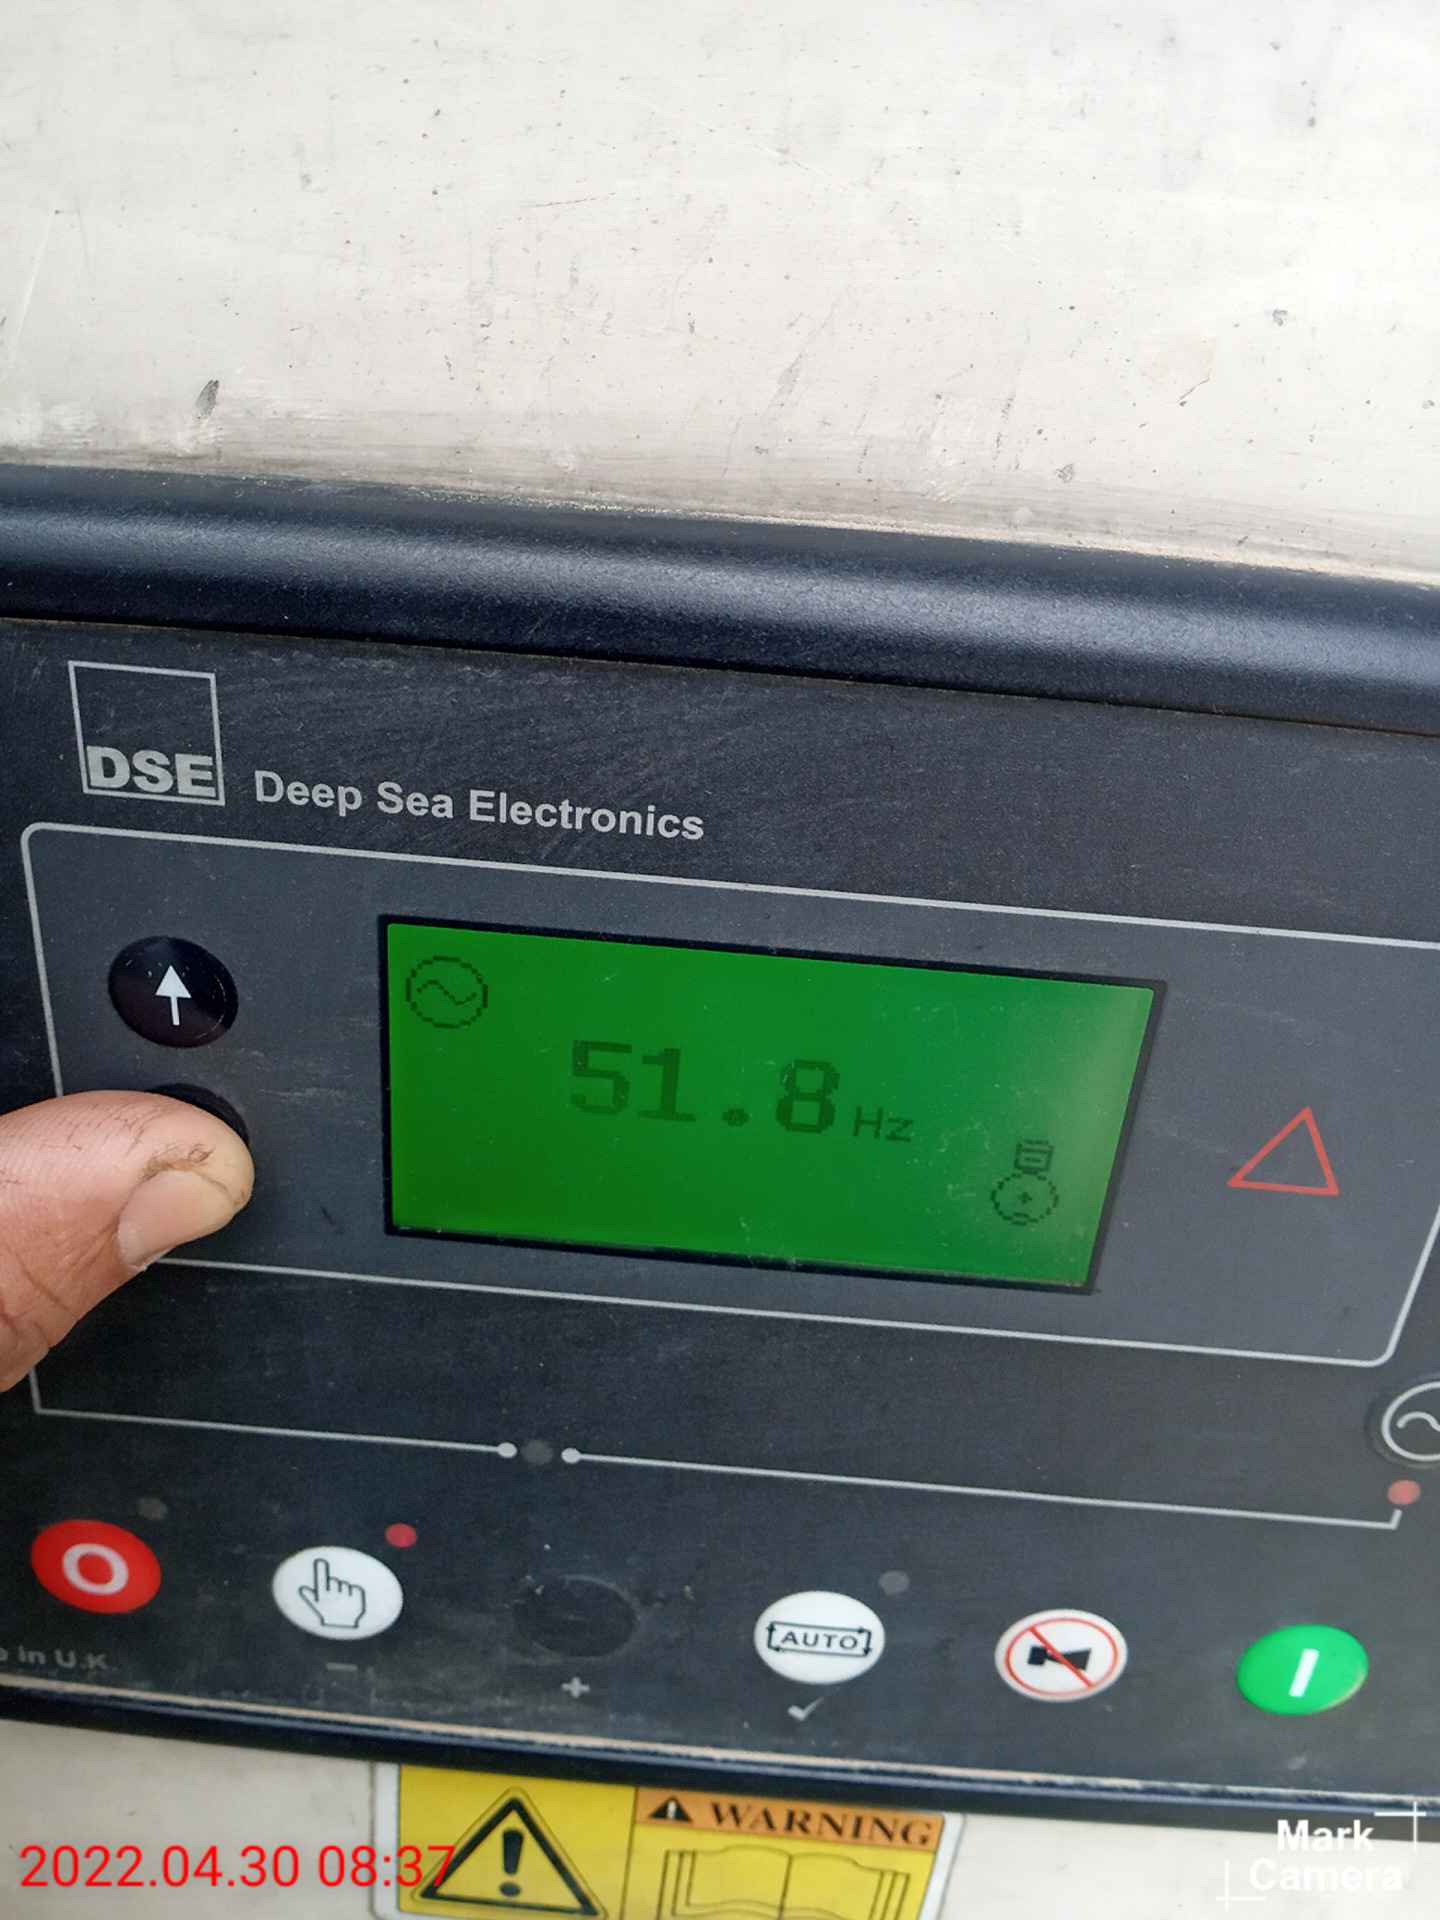 DSE
Deep Sea Electronics
51.8 Hz
O
AUTO
I
in U.K.
- +
WARNING
2022.04.30 08:37
Mark
Camera